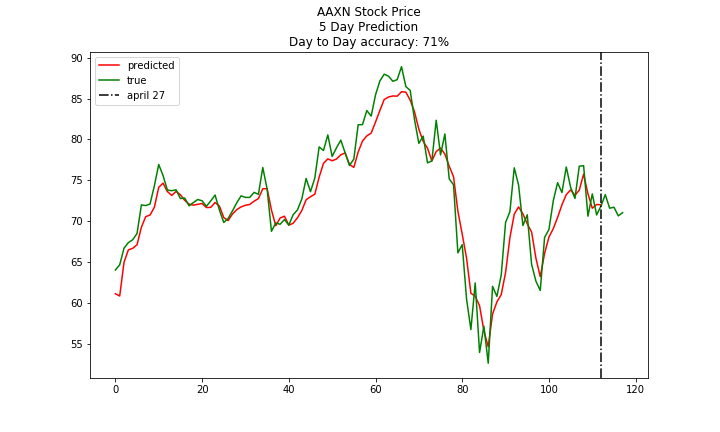 AAXN Stock Price
5 Day Prediction
Day to Day accuracy: 71%
predicted
true
april 27
90
85
80
75
70
65
60
55
0
20
40
60
80
100
120